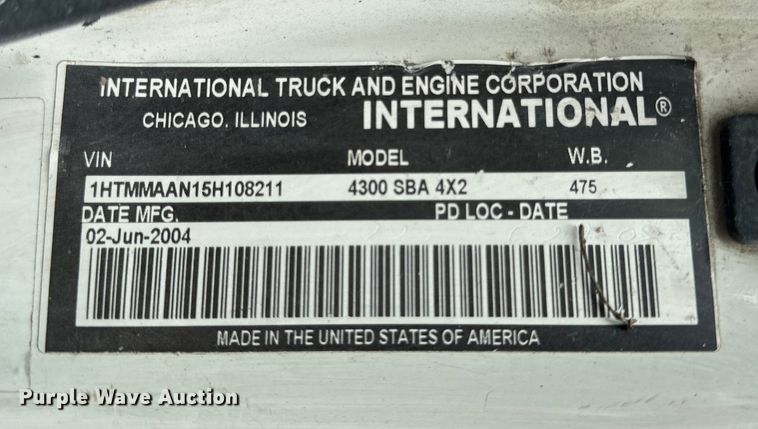 INTERNATIONAL TRUCK AND ENGINE CORPORATION
CHICAGO, ILLINOIS INTERNATIONAL®
VIN MODEL W.B.
1HTMMAAN15H108211 4300 SBA 4X2 475
DATE MFG. PD LOC - DATE
02-Jun-2004
MADE IN THE UNITED STATES OF AMERICA
Purple Wave Auction